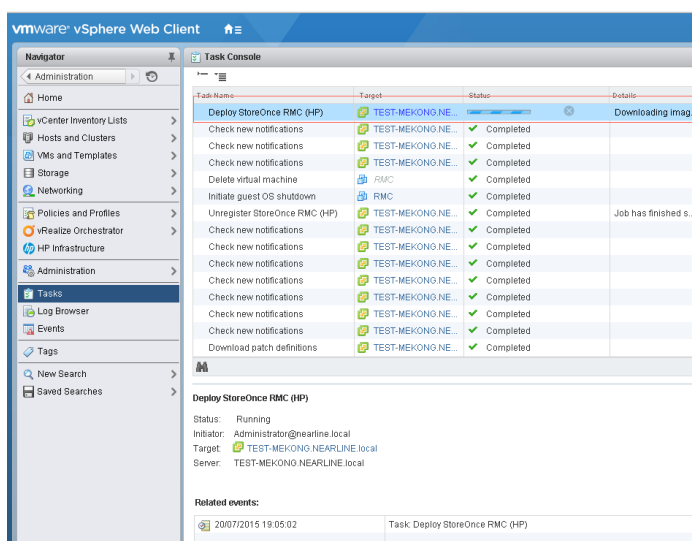 vmware® vSphere Web Client
Navigator
Administration
Home
vCenter Inventory Lists
Hosts and Clusters
VMs and Templates
Storage
Networking
Policies and Profiles
vRealize Orchestrator
HP Infrastructure
Administration
Tasks
Log Browser
Events
Tags
New Search
Saved Searches
Task Console
Task Name Target Status Details
Deploy StoreOnce RMC (HP) TEST-MEKONG.NE... Downloading imag.
Check new notifications TEST-MEKONG.NE... Completed
Check new notifications TEST-MEKONG.NE... Completed
Check new notifications TEST-MEKONG.NE... Completed
Delete virtual machine RMC Completed
Initiate guest OS shutdown RMC Completed
Unregister StoreOnce RMC (HP) TEST-MEKONG.NE... Completed Job has finished s..
Check new notifications TEST-MEKONG.NE... Completed
Check new notifications TEST-MEKONG.NE... Completed
Check new notifications TEST-MEKONG.NE... Completed
Check new notifications TEST-MEKONG.NE... Completed
Check new notifications TEST-MEKONG.NE... Completed
Check new notifications TEST-MEKONG.NE... Completed
Check new notifications TEST-MEKONG.NE... Completed
Download patch definitions TEST-MEKONG.NE... Completed
Deploy StoreOnce RMC (HP)
Status: Running
Initiator: Administrator@nearline.local
Target: TEST-MEKONG.NEARLINE.local
Server: TEST-MEKONG.NEARLINE.local
Related events:
20/07/2015 19:05:02 Task: Deploy StoreOnce RMC (HP)